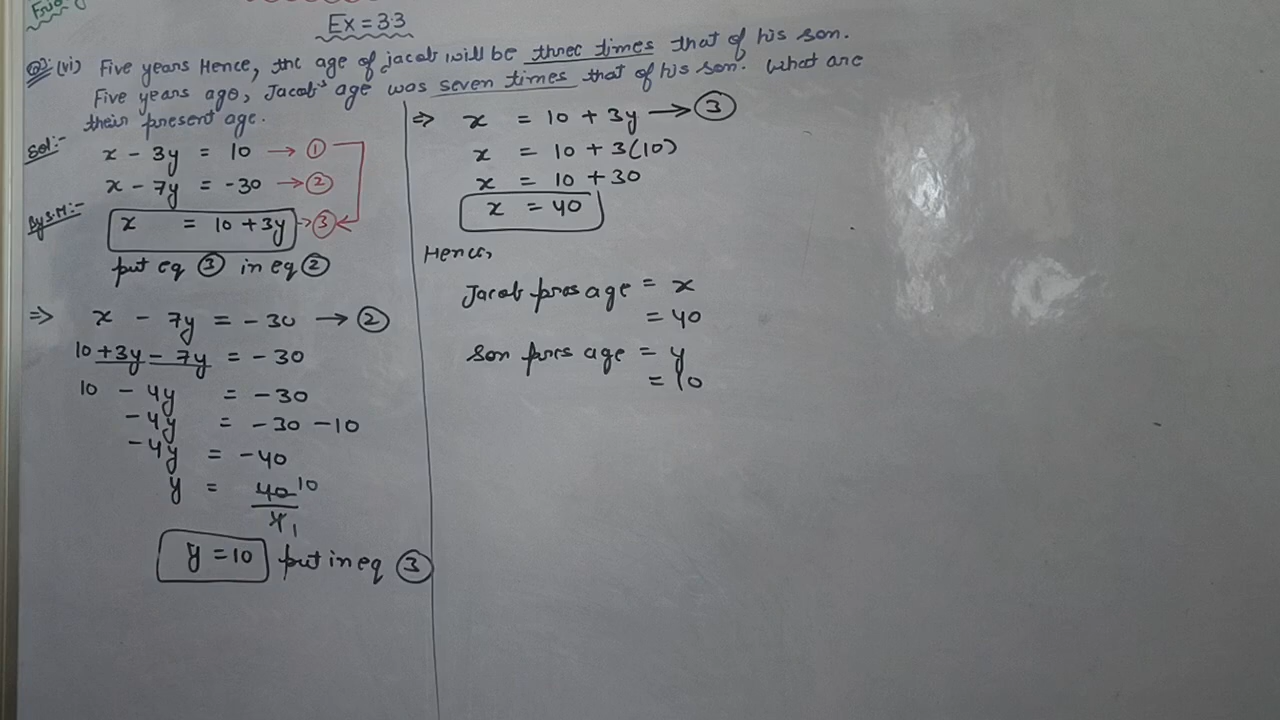 Ex = 3.3
(vi) Five years Hence, the age of jacob will be three times that of his son.
Five years ago, Jacob's age was seven times that of his son. What are
their present age.
Sol:-
x - 3y = 10 → ①
x - 7y = -30 → ②
By S.M:-
x = 10 + 3y → ③
put eq ③ in eq ②
⇒ x - 7y = -30 → ②
10 + 3y - 7y = -30
10 - 4y = -30
-4y = -30 - 10
-4y = -40
y = 40 10
4 1
y = 10 put in eq ③
⇒ x = 10 + 3y → ③
x = 10 + 3(10)
x = 10 + 30
x = 40
Hence,
Jacob pres age = x
= 40
Son pres age = y
= 10